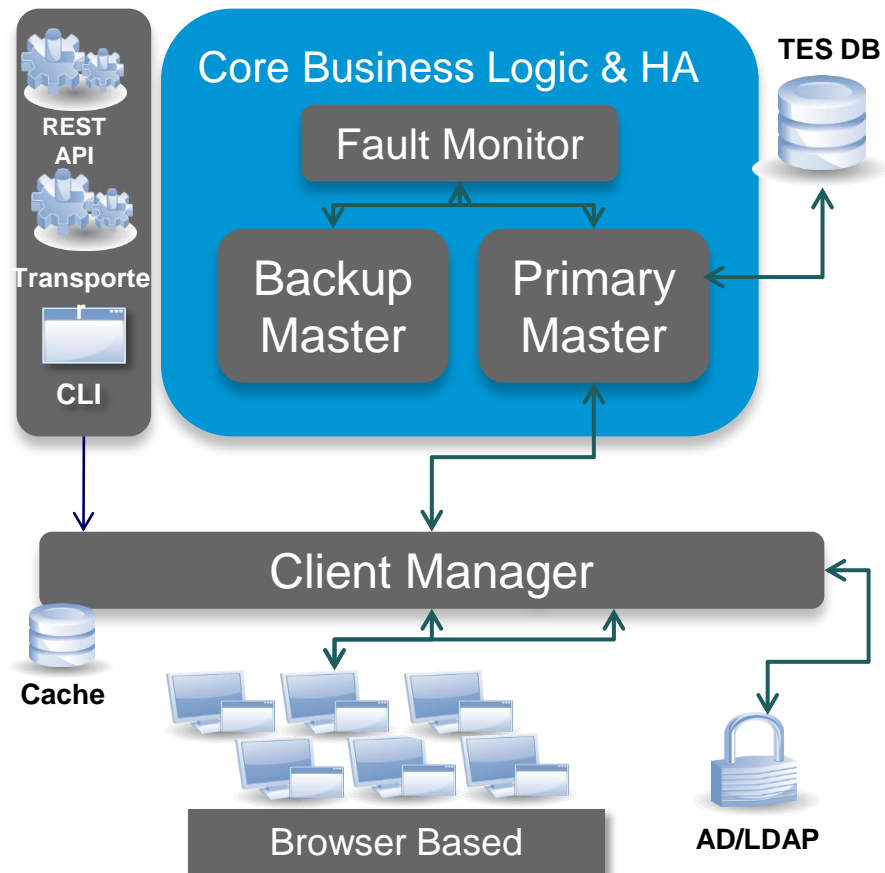 Core Business Logic & HA
TES DB
REST
API
Fault Monitor
Transporte
r
Backup
Master
Primary
Master
CLI
Client Manager
Cache
Browser Based
AD/LDAP